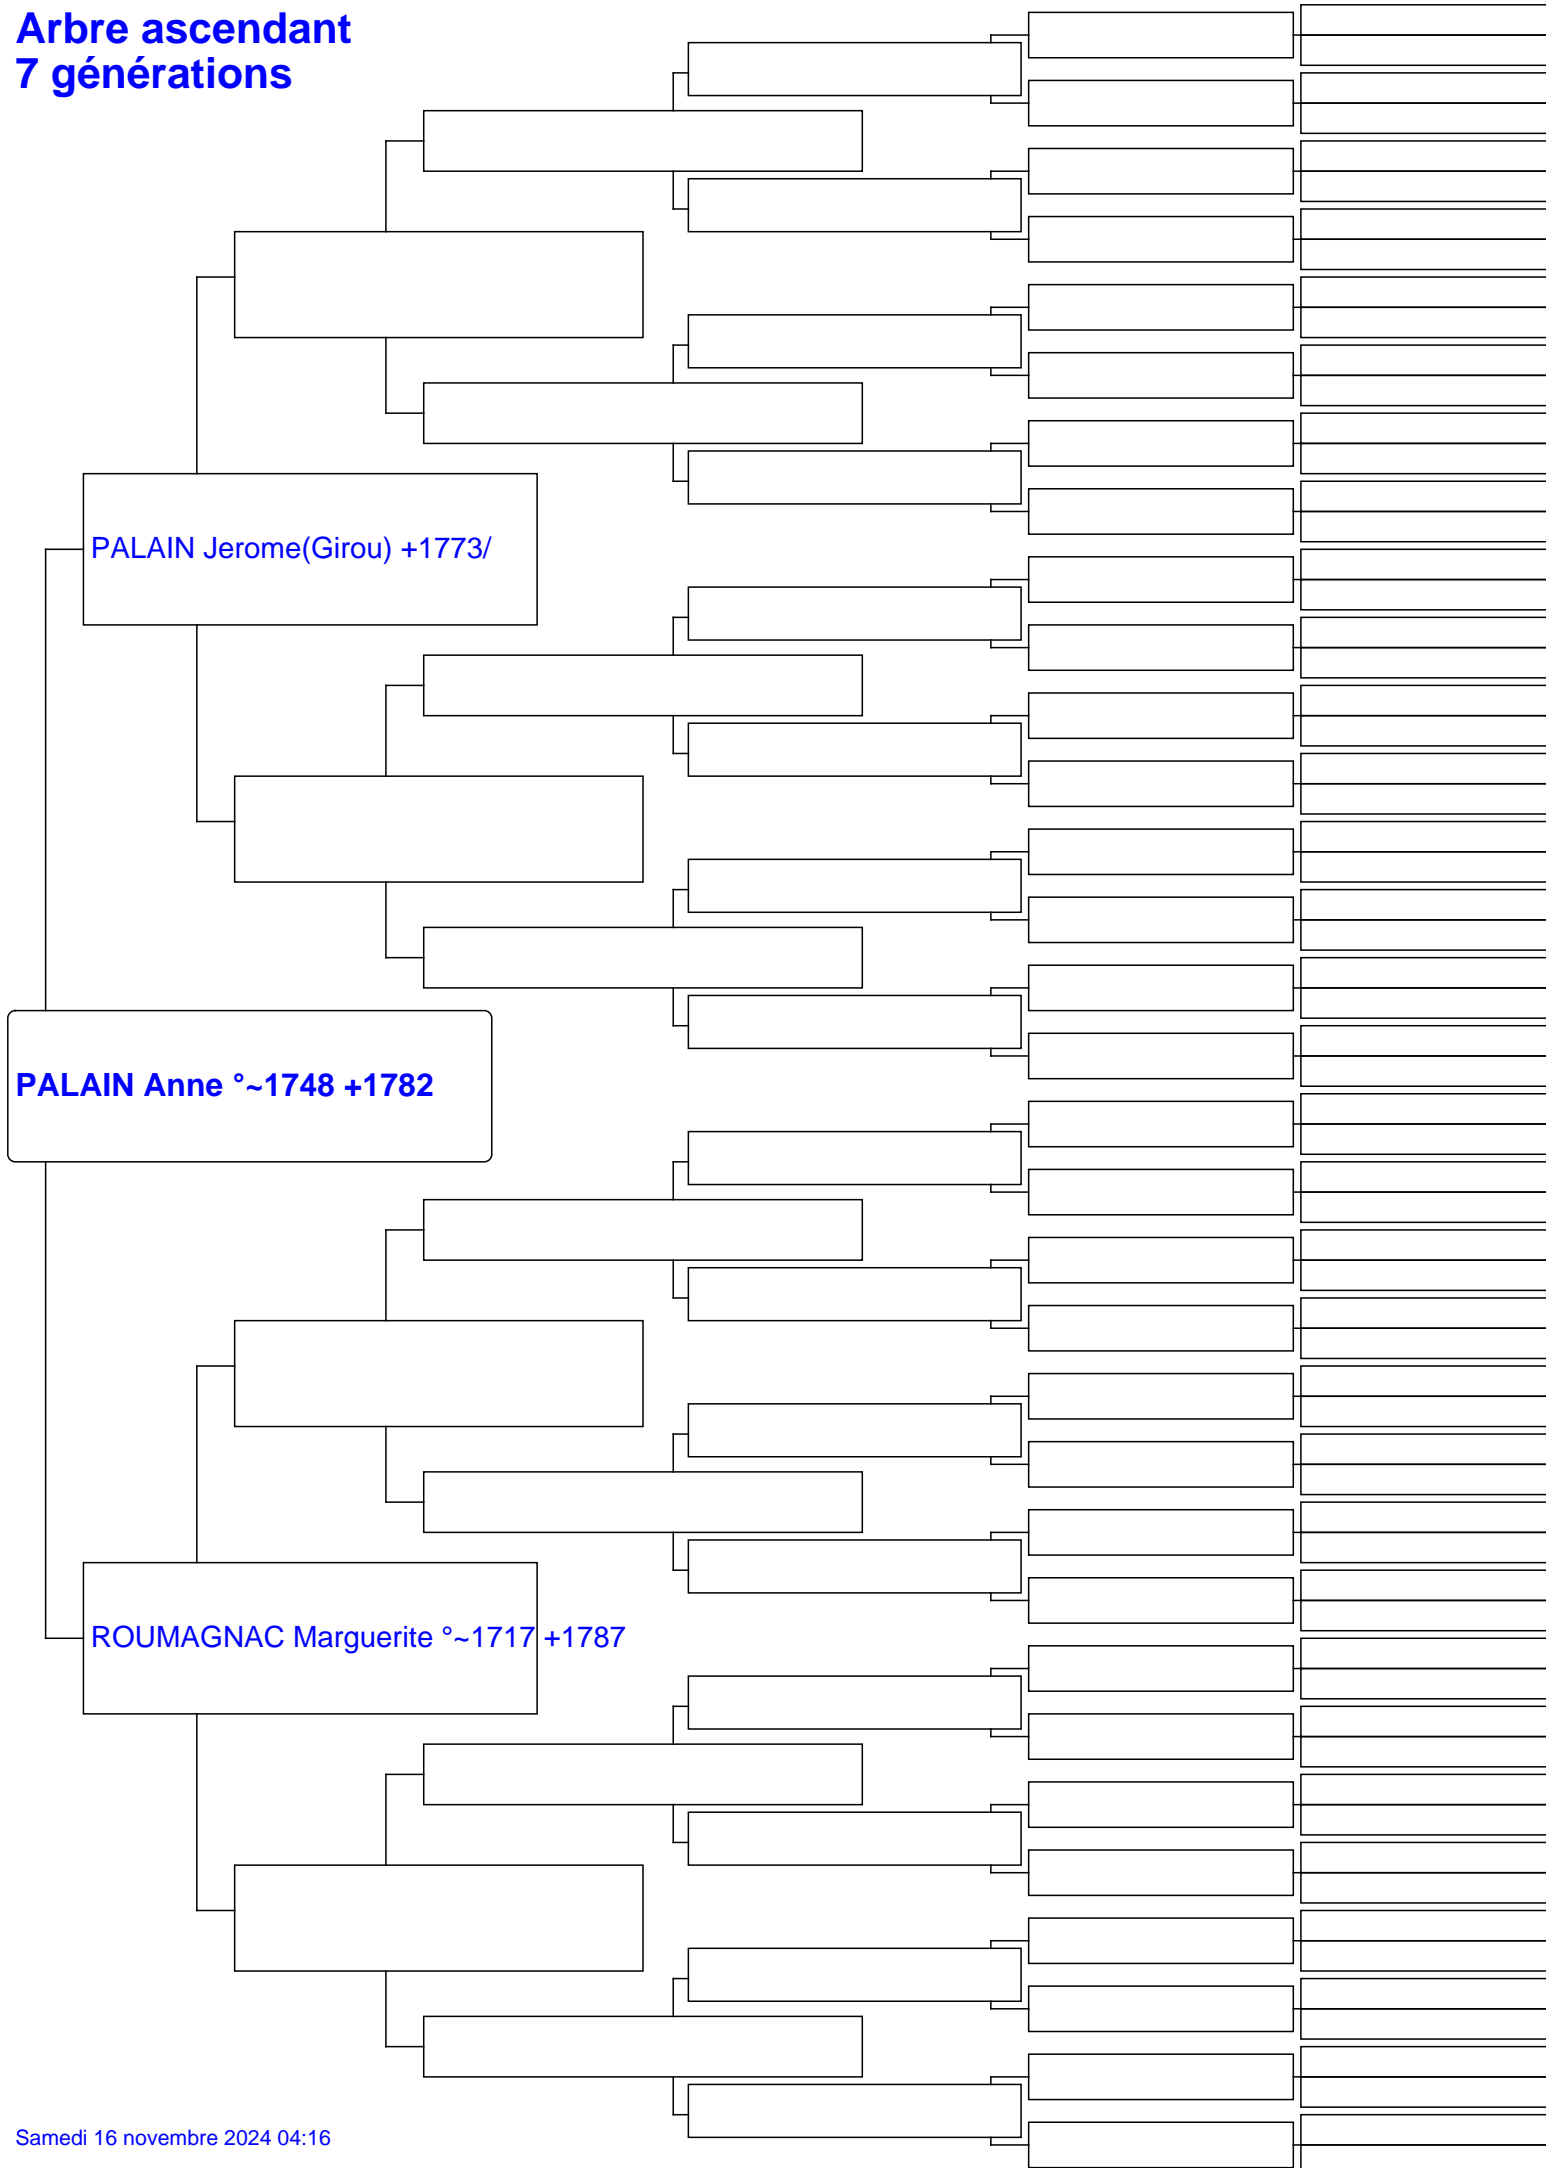 Arbre ascendant
7 générations
PALAIN Jerome(Girou) +1773/
PALAIN Anne °~1748 +1782
ROUMAGNAC Marguerite °~1717 +1787
Samedi 16 novembre 2024 04:16